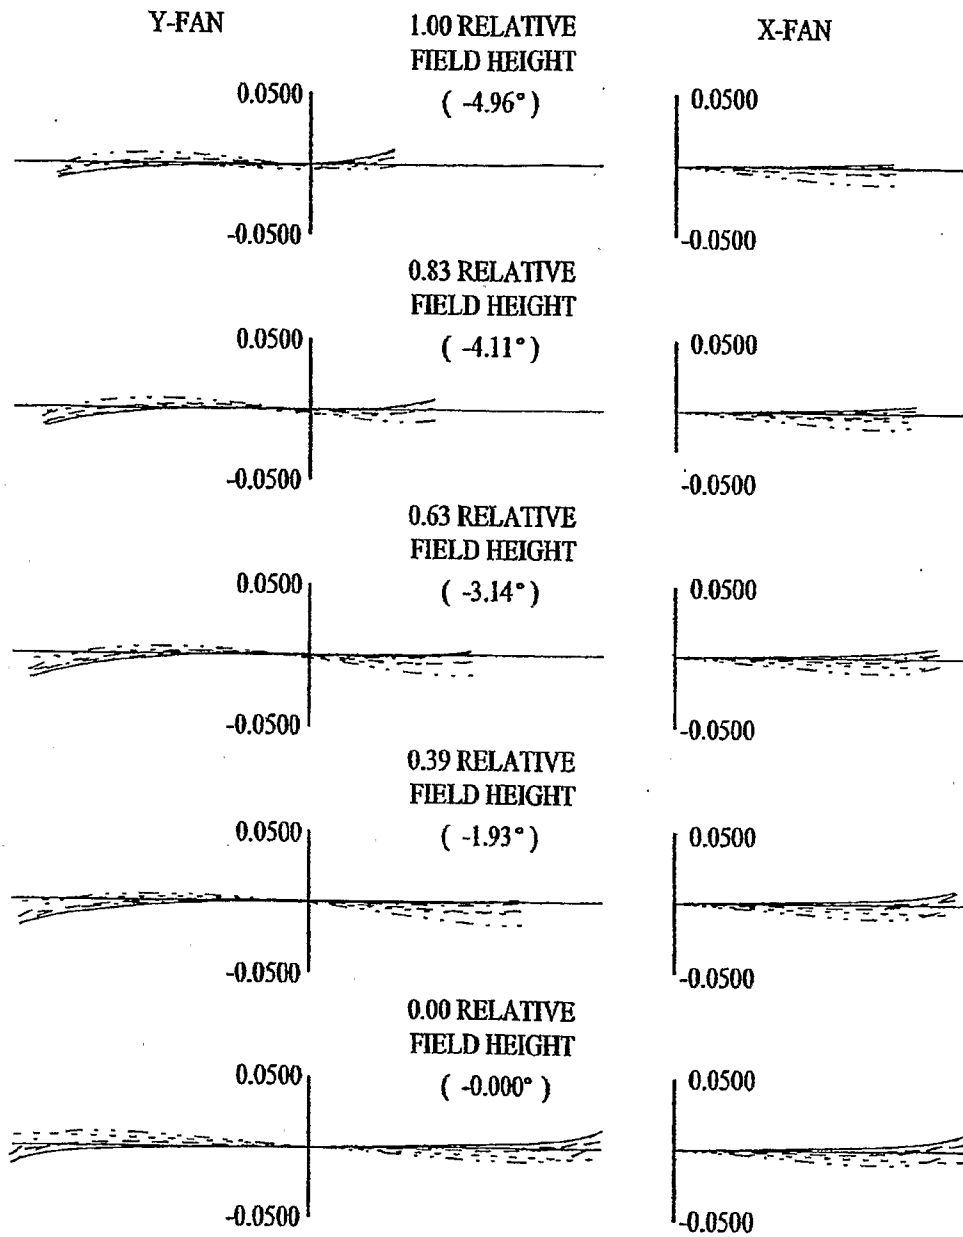 Y-FAN
1.00 RELATIVE
FIELD HEIGHT
( -4.96° )
X-FAN
0.0500
-0.0500
0.0500
-0.0500
0.83 RELATIVE
FIELD HEIGHT
( -4.11° )
0.0500
-0.0500
0.0500
-0.0500
0.63 RELATIVE
FIELD HEIGHT
( -3.14° )
0.0500
-0.0500
0.0500
-0.0500
0.39 RELATIVE
FIELD HEIGHT
( -1.93° )
0.0500
-0.0500
0.0500
-0.0500
0.00 RELATIVE
FIELD HEIGHT
( -0.000° )
0.0500
-0.0500
0.0500
-0.0500